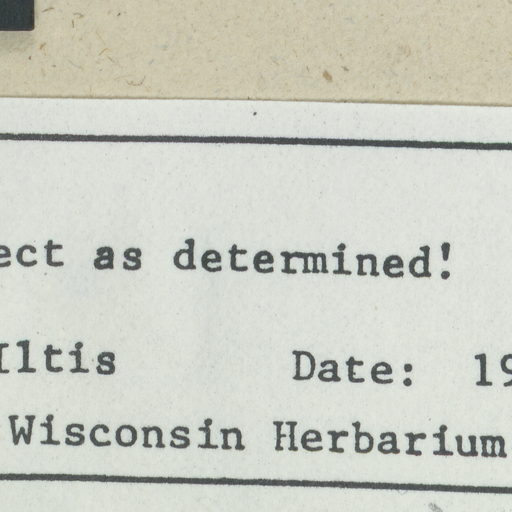 ect as determined!
Iltis Date: 19
Wisconsin Herbarium